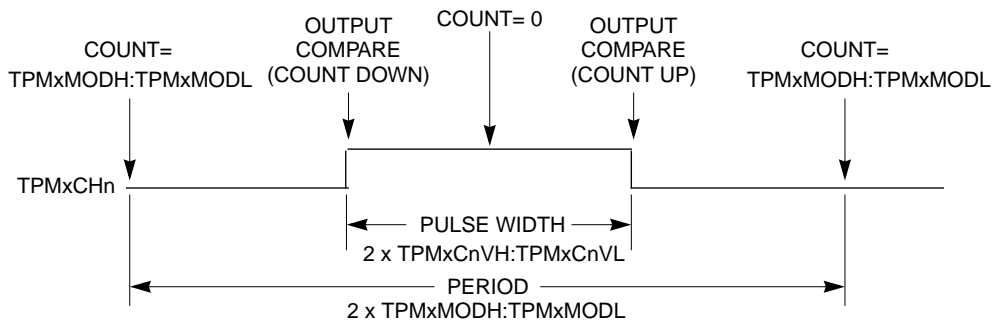 COUNT=
TPMxMODH:TPMxMODL
OUTPUT
COMPARE
(COUNT DOWN)
COUNT= 0
OUTPUT
COMPARE
(COUNT UP)
COUNT=
TPMxMODH:TPMxMODL
TPMxCHn
PULSE WIDTH
2 x TPMxCnVH:TPMxCnVL
PERIOD
2 x TPMxMODH:TPMxMODL